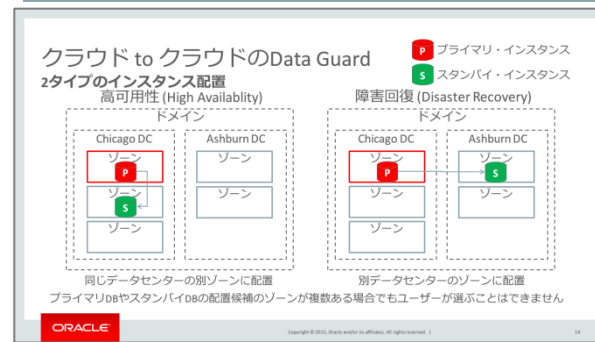 クラウド to クラウドのData Guard
2タイプのインスタンス配置
P プライマリ・インスタンス
S スタンバイ・インスタンス
高可用性 (High Availablity)
ドメイン
Chicago DC
Ashburn DC
ゾーン
ゾーン
P
ゾーン
ゾーン
S
ゾーン
同じデータセンターの別ゾーンに配置
障害回復 (Disaster Recovery)
ドメイン
Chicago DC
Ashburn DC
ゾーン
ゾーン
P
S
ゾーン
ゾーン
ゾーン
別データセンターのゾーンに配置
プライマリDBやスタンバイDBの配置候補のゾーンが複数ある場合でもユーザーが選ぶことはできません
ORACLE
Copyright © 2015, Oracle and/or its affiliates. All rights reserved. |
14